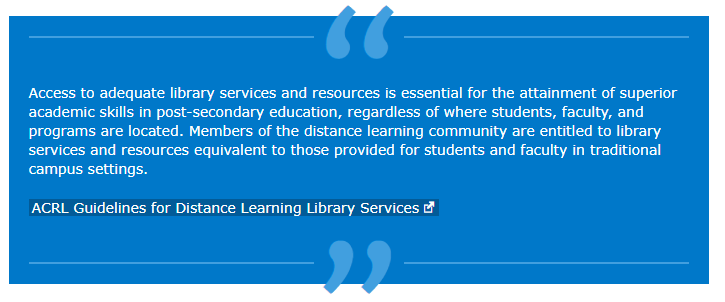 Access to adequate library services and resources is essential for the attainment of superior
academic skills in post-secondary education, regardless of where students, faculty, and
programs are located. Members of the distance learning community are entitled to library
services and resources equivalent to those provided for students and faculty in traditional
campus settings.
ACRL Guidelines for Distance Learning Library Services